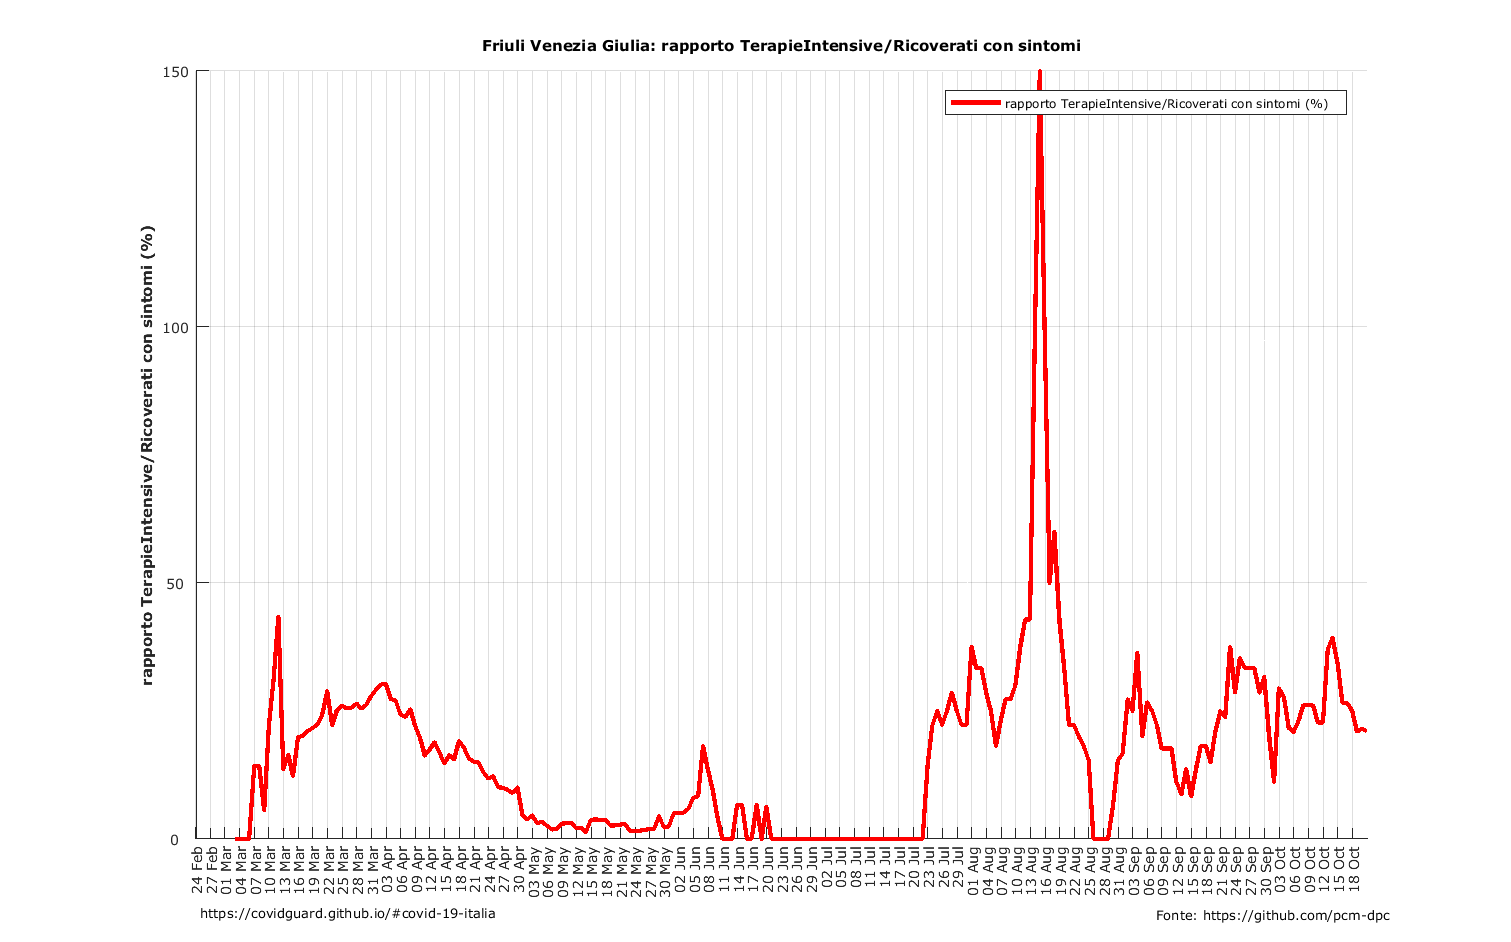 Friuli Venezia Giulia: rapporto TerapieIntensive/Ricoverati con sintomi
rapporto TerapieIntensive/Ricoverati con sintomi (%)
rapporto TerapieIntensive/Ricoverati con sintomi (%)
150
100
50
0
24 Feb
27 Feb
01 Mar
04 Mar
07 Mar
10 Mar
13 Mar
16 Mar
19 Mar
22 Mar
25 Mar
28 Mar
31 Mar
03 Apr
06 Apr
09 Apr
12 Apr
15 Apr
18 Apr
21 Apr
24 Apr
27 Apr
30 Apr
03 May
06 May
09 May
12 May
15 May
18 May
21 May
24 May
27 May
30 May
02 Jun
05 Jun
08 Jun
11 Jun
14 Jun
17 Jun
20 Jun
23 Jun
26 Jun
29 Jun
02 Jul
05 Jul
08 Jul
11 Jul
14 Jul
17 Jul
20 Jul
23 Jul
26 Jul
29 Jul
01 Aug
04 Aug
07 Aug
10 Aug
13 Aug
16 Aug
19 Aug
22 Aug
25 Aug
28 Aug
31 Aug
03 Sep
06 Sep
09 Sep
12 Sep
15 Sep
18 Sep
21 Sep
24 Sep
27 Sep
30 Sep
03 Oct
06 Oct
09 Oct
12 Oct
15 Oct
18 Oct
https://covidguard.github.io/#covid-19-italia
Fonte: https://github.com/pcm-dpc